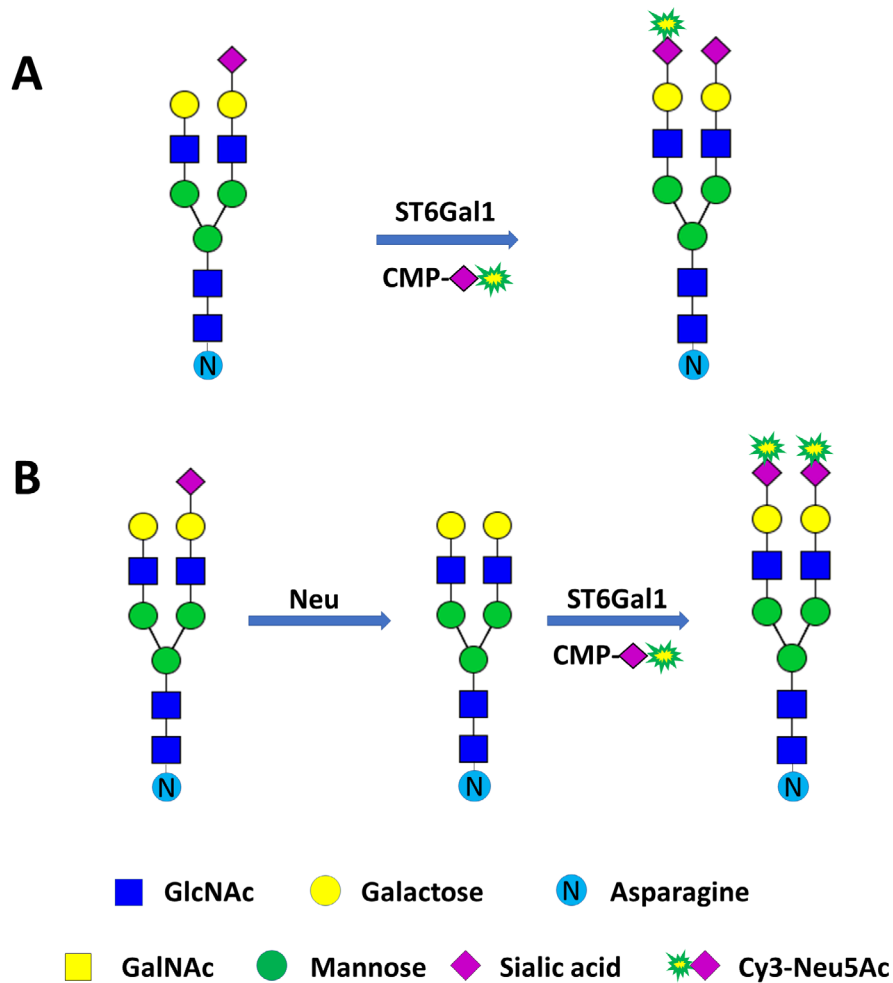 A
ST6Gal1
CMP-
N
N
B
Neu
ST6Gal1
CMP-
N
N
N
GlcNAc
Galactose
N
Asparagine
GalNAc
Mannose
Sialic acid
Cy3-Neu5Ac